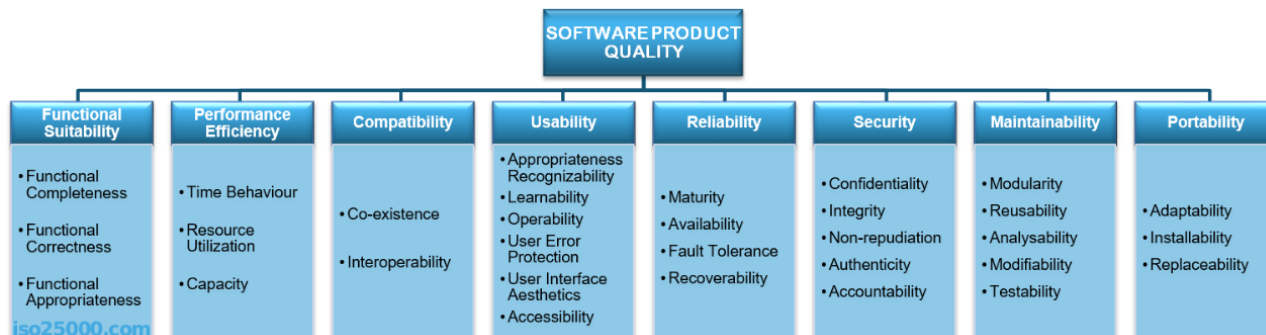 SOFTWARE PRODUCT
QUALITY
Functional
Suitability
• Functional
Completeness
• Functional
Correctness
• Functional
Appropriateness
Performance
Efficiency
• Time Behaviour
• Resource
Utilization
• Capacity
Compatibility
• Co-existence
• Interoperability
Usability
• Appropriateness
Recognizability
• Learnability
• Operability
• User Error
Protection
• User Interface
Aesthetics
• Accessibility
Reliability
• Maturity
• Availability
• Fault Tolerance
• Recoverability
Security
• Confidentiality
• Integrity
• Non-repudiation
• Authenticity
• Accountability
Maintainability
• Modularity
• Reusability
• Analysability
• Modifiability
• Testability
Portability
• Adaptability
• Installability
• Replaceability
iso25000.com